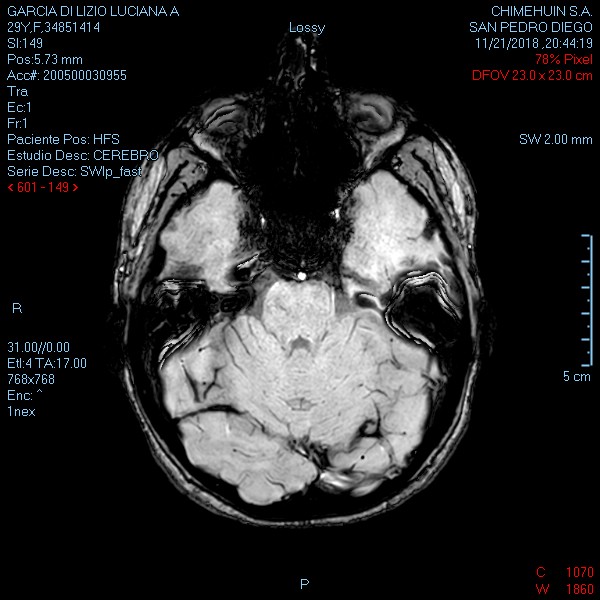 GARCIA DI LIZIO LUCIANA A
29Y,F,34851414
Sl:149
Pos:5.73 mm
Acc#: 200500030955
Tra
Ec:1
Fr:1
Paciente Pos: HFS
Estudio Desc: CEREBRO
Serie Desc: SWIp_fast
< 601 - 149 >
Lossy
CHIMEHUIN S.A.
SAN PEDRO DIEGO
11/21/2018 ,20:44:19
78% Pixel
DFOV 23.0 x 23.0 cm
SW 2.00 mm
R
31.00//0.00
Etl:4 TA:17.00
768x768
Enc: ^
1nex
5 cm
P
C 1070
W 1860